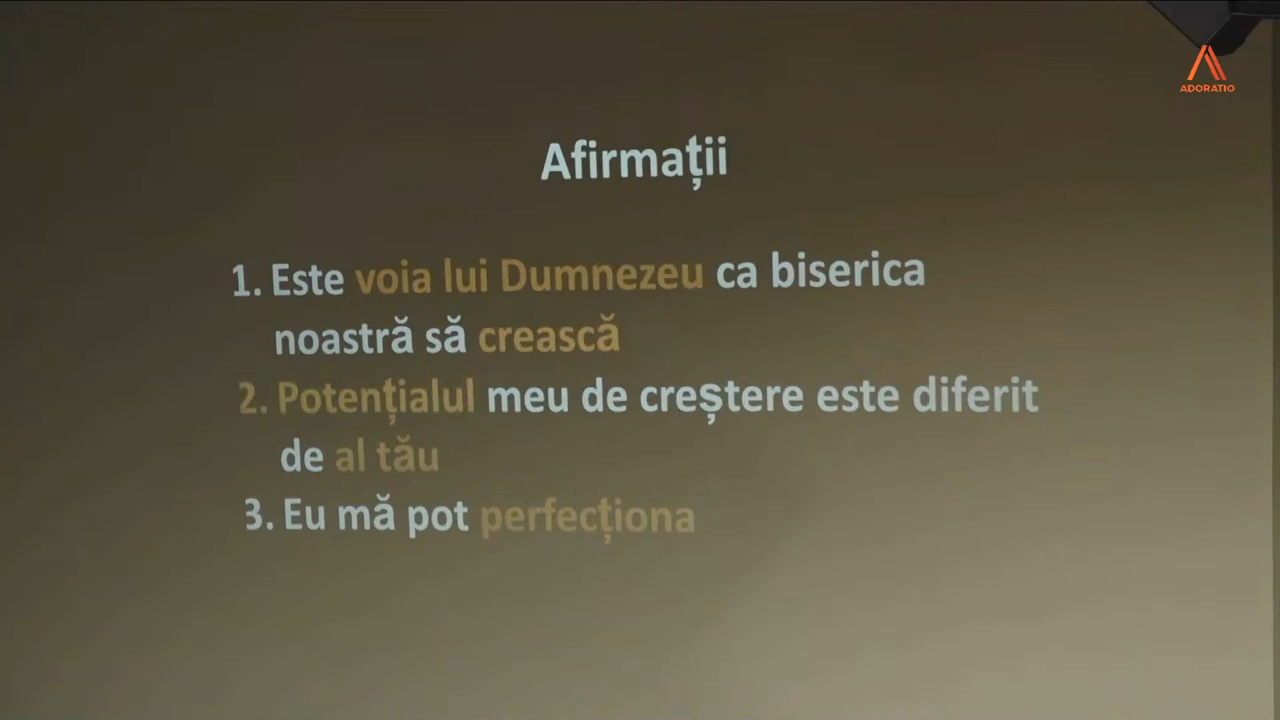 ADORATIO
Afirmații
1. Este voia lui Dumnezeu ca biserica
noastră să crească
2. Potențialul meu de creștere este diferit
de al tău
3. Eu mă pot perfecționa